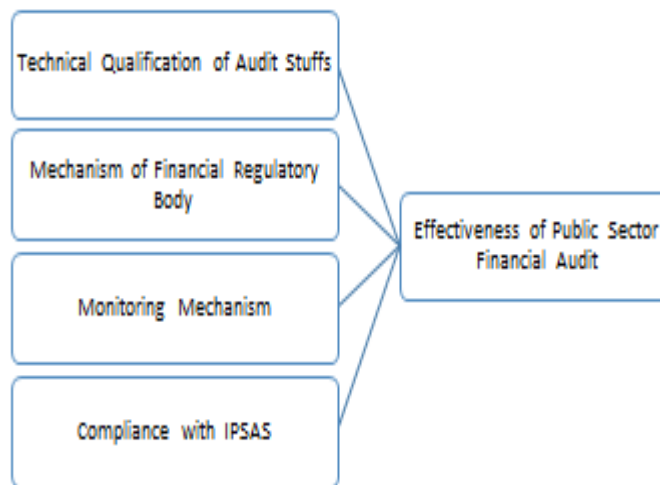 Technical Qualification of Audit Stuffs
Mechanism of Financial Regulatory
Body
Monitoring Mechanism
Compliance with IPSAS
Effectiveness of Public Sector
Financial Audit